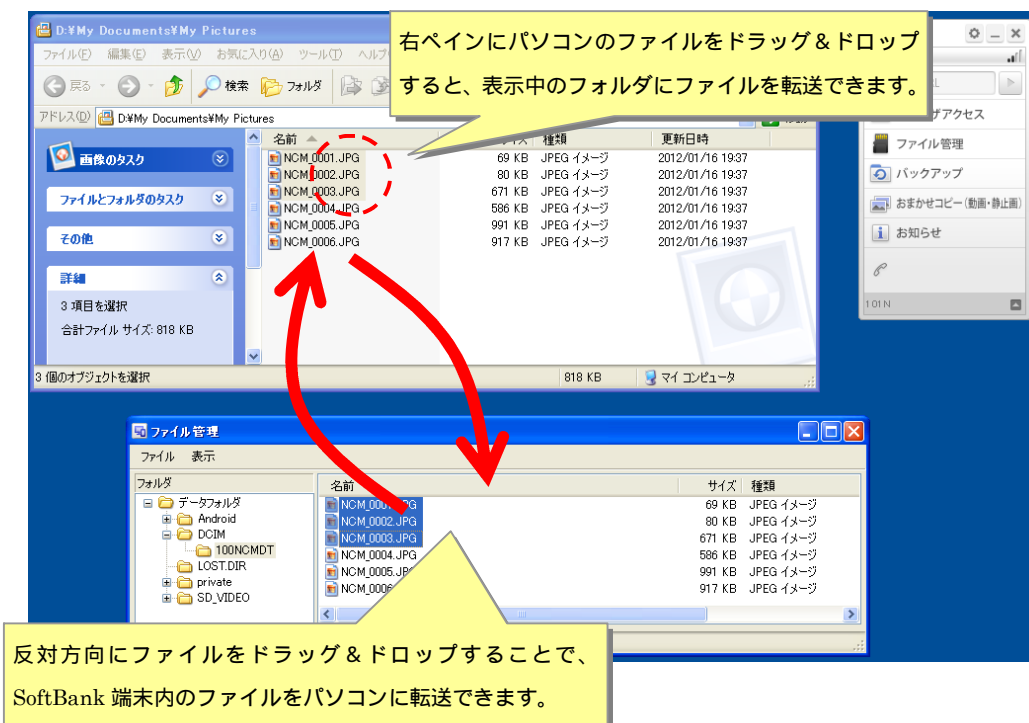 D:¥My Documents¥My Pictures
ファイル(F) 編集(E) 表示(V) お気に入り(A) ツール(T)
右ペインにパソコンのファイルをドラッグ&ドロップ
すると、表示中のフォルダにファイルを転送できます。
戻る 検索 フォルダ
アドレス(D) D:¥My Documents¥My Pictures
名前 種類 更新日時
NCM_0001.JPG 69 KB JPEG イメージ 2012/01/16 19:37
NCM_0002.JPG 80 KB JPEG イメージ 2012/01/16 19:37
NCM_0003.JPG 671 KB JPEG イメージ 2012/01/16 19:37
NCM_0004.JPG 586 KB JPEG イメージ 2012/01/16 19:37
NCM_0005.JPG 991 KB JPEG イメージ 2012/01/16 19:37
NCM_0006.JPG 917 KB JPEG イメージ 2012/01/16 19:37
画像のタスク
ファイルとフォルダのタスク
その他
詳細
3 項目を選択
合計ファイル サイズ: 818 KB
3 個のオブジェクトを選択 818 KB マイ コンピュータ
ファイル管理
バックアップ
おまかせコピー(動画・静止画)
お知らせ
101N
ファイル管理
ファイル 表示
フォルダ
データフォルダ
Android
DCIM
100NCMDT
LOST.DIR
private
SD_VIDEO
名前 サイズ 種類
69 KB JPEG イメージ
NCM_0002.JPG 80 KB JPEG イメージ
NCM_0003.JPG 671 KB JPEG イメージ
NCM_0004.JPG 586 KB JPEG イメージ
NCM_0005.JPG 991 KB JPEG イメージ
NCM_0006 917 KB JPEG イメージ
反対方向にファイルをドラッグ&ドロップすることで、
SoftBank 端末内のファイルをパソコンに転送できます。